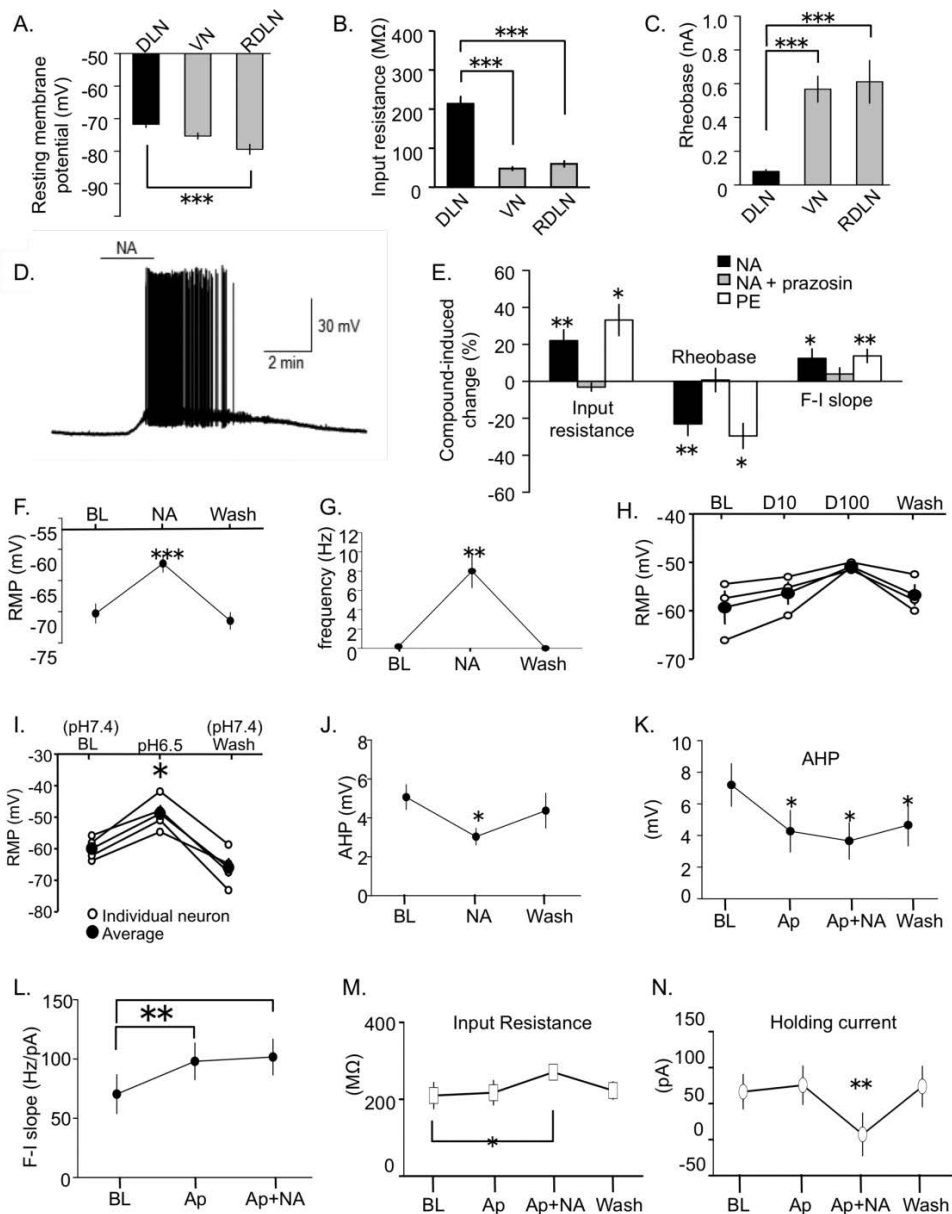 A.
DLN
VN
RDLN
Resting membrane
potential (mV)
-50
-60
-70
-80
-90
***
B.
Input resistance (MΩ)
400
300
200
100
0
***
***
DLN
VN
RDLN
C.
Rheobase (nA)
0.8
0.6
0.4
0.2
0
***
***
DLN
VN
RDLN
D.
NA
30 mV
2 min
E.
Compound-induced
change (%)
60
40
20
0
-20
-40
-60
NA
NA + prazosin
PE
**
*
Input
resistance
Rheobase
**
*
*
**
F-I slope
F.
BL
NA
Wash
RMP (mV)
-55
-60
-65
-70
-75
***
G.
frequency (Hz)
12
10
8
6
4
2
0
**
BL
NA
Wash
H.
BL
D10
D100
Wash
RMP (mV)
-40
-50
-60
-70
I.
(pH7.4)
BL
pH6.5
(pH7.4)
Wash
RMP (mV)
-30
-40
-50
-60
-70
-80
*
Individual neuron
Average
J.
AHP (mV)
8
6
4
2
0
*
BL
NA
Wash
K.
AHP
(mV)
10
8
6
4
2
0
*
*
*
BL
Ap
Ap+NA
Wash
L.
F-I slope (Hz/pA)
150
100
50
0
**
BL
Ap
Ap+NA
M.
Input Resistance
(MΩ)
400
200
0
*
BL
Ap
Ap+NA
Wash
N.
Holding current
(pA)
150
100
50
0
-50
**
BL
Ap
Ap+NA
Wash